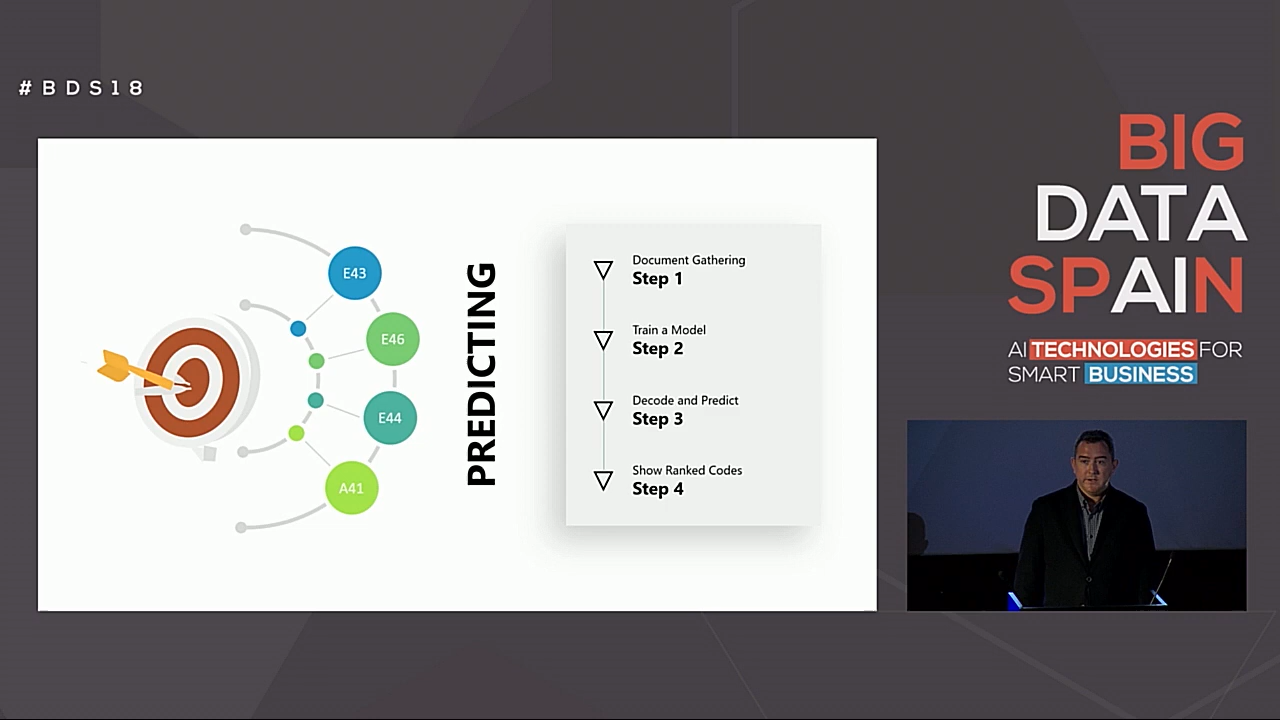 #BDS18
E43
E46
E44
A41
PREDICTING
Document Gathering
Step 1
Train a Model
Step 2
Decode and Predict
Step 3
Show Ranked Codes
Step 4
BIG
DATA
SPAIN
AI TECHNOLOGIES FOR
SMART BUSINESS